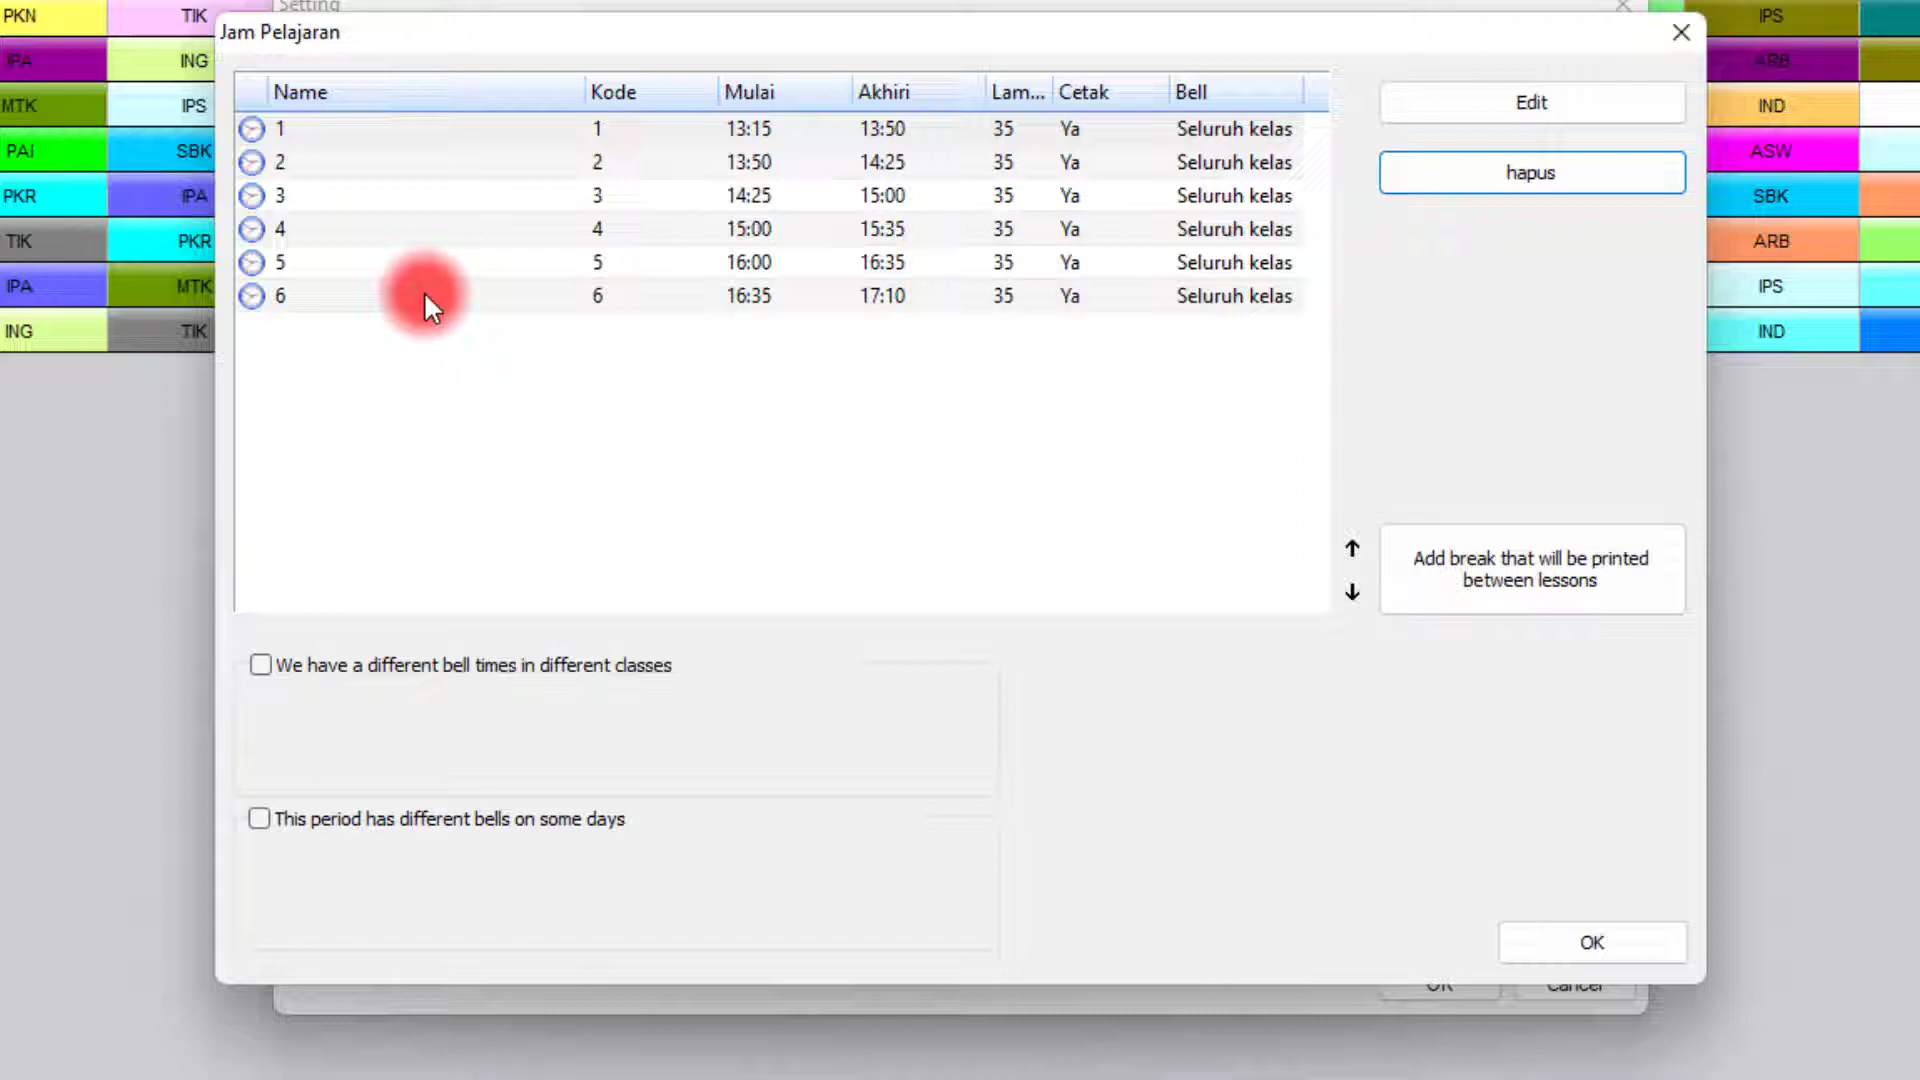 Setting
PKN TIK IPS
Jam Pelajaran
IPA ING ARB
Name Kode Mulai Akhiri Lam... Cetak Bell
MTK IPS Edit IND
1 1 13:15 13:50 35 Ya Seluruh kelas
PAI SBK ASW
2 2 13:50 14:25 35 Ya Seluruh kelas
hapus
PKR IPA SBK
3 3 14:25 15:00 35 Ya Seluruh kelas
4 4 15:00 15:35 35 Ya Seluruh kelas
TIK PKR ARB
5 5 16:00 16:35 35 Ya Seluruh kelas
IPA MTK IPS
6 6 16:35 17:10 35 Ya Seluruh kelas
ING TIK IND
Add break that will be printed
between lessons
We have a different bell times in different classes
This period has different bells on some days
OK
OK Cancel